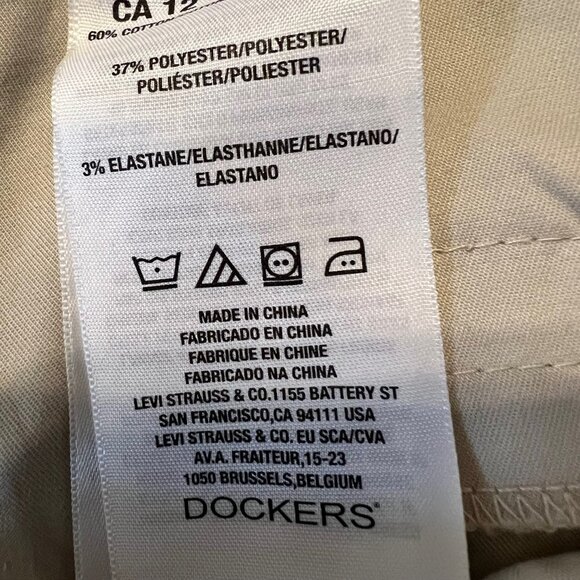 CA 12
60% COTTON
37% POLYESTER/POLYESTER/
POLIÉSTER/POLIESTER
3% ELASTANE/ELASTHANNE/ELASTANO/
ELASTANO
MADE IN CHINA
FABRICADO EN CHINA
FABRIQUE EN CHINE
FABRICADO NA CHINA
LEVI STRAUSS & CO.1155 BATTERY ST
SAN FRANCISCO,CA 94111 USA
LEVI STRAUSS & CO. EU SCA/CVA
AV.A. FRAITEUR,15-23
1050 BRUSSELS,BELGIUM
DOCKERS®